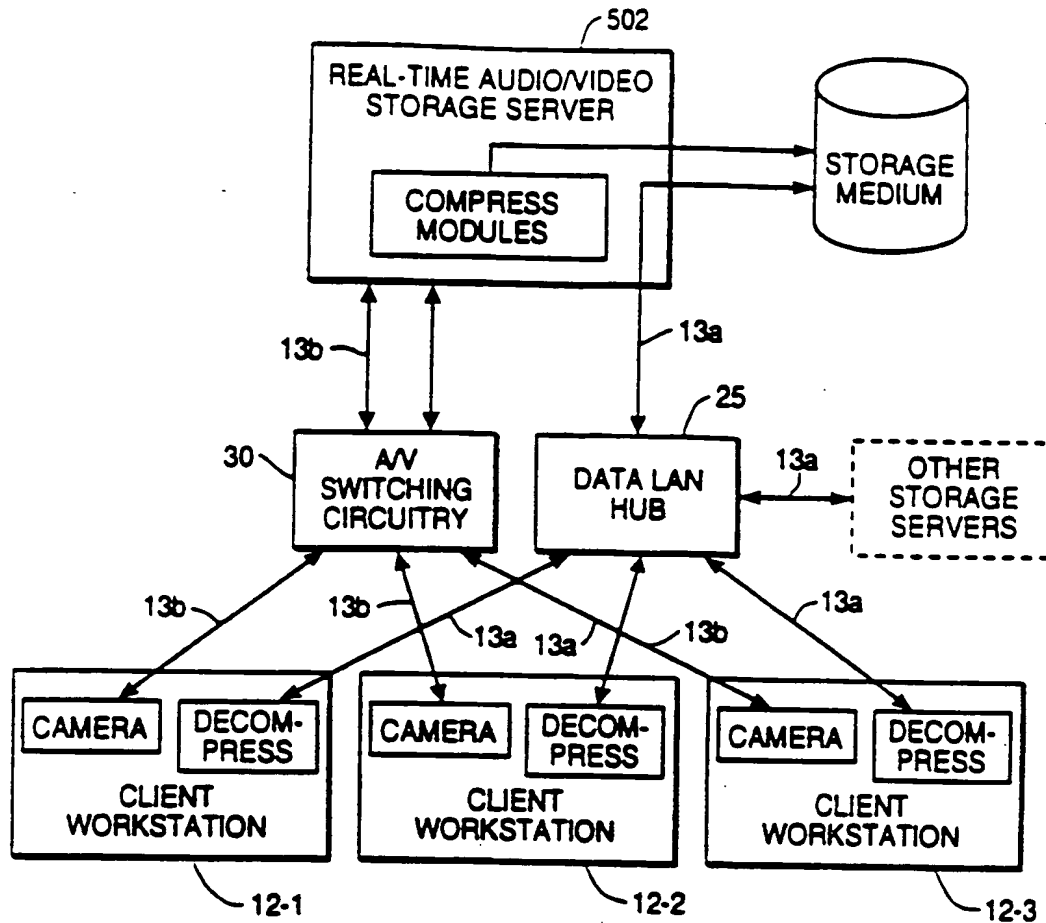 502
REAL-TIME AUDIO/VIDEO
STORAGE SERVER
COMPRESS
MODULES
STORAGE
MEDIUM
13b
13a
25
30
A/V
SWITCHING
CIRCUITRY
DATA LAN
HUB
13a
OTHER
STORAGE
SERVERS
13b
13b
13a
13a
13b
13a
CAMERA
DECOM-
PRESS
CLIENT
WORKSTATION
CAMERA
DECOM-
PRESS
CLIENT
WORKSTATION
CAMERA
DECOM-
PRESS
CLIENT
WORKSTATION
12-1
12-2
12-3